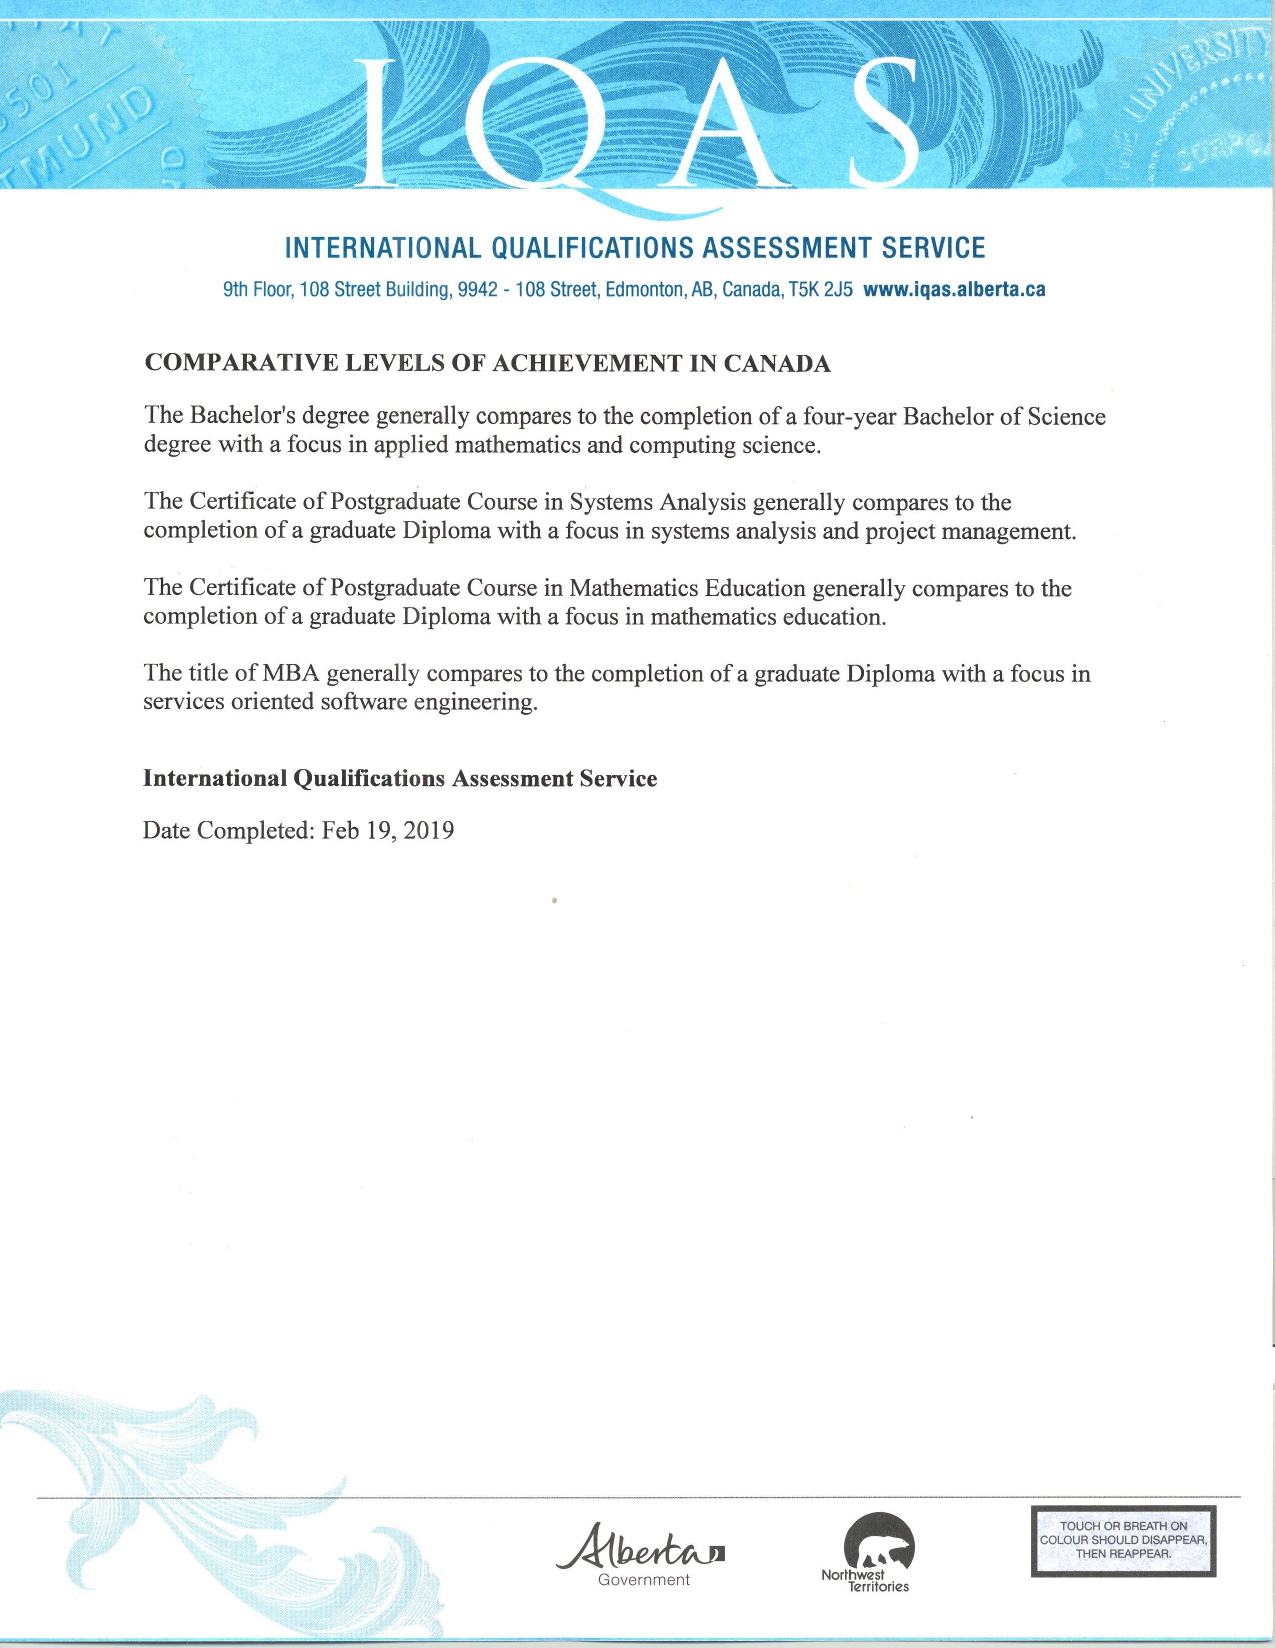 IQAS
INTERNATIONAL QUALIFICATIONS ASSESSMENT SERVICE
9th Floor, 108 Street Building, 9942 - 108 Street, Edmonton, AB, Canada, T5K 2J5 www.iqas.alberta.ca
COMPARATIVE LEVELS OF ACHIEVEMENT IN CANADA
The Bachelor's degree generally compares to the completion of a four-year Bachelor of Science
degree with a focus in applied mathematics and computing science.
The Certificate of Postgraduate Course in Systems Analysis generally compares to the
completion of a graduate Diploma with a focus in systems analysis and project management.
The Certificate of Postgraduate Course in Mathematics Education generally compares to the
completion of a graduate Diploma with a focus in mathematics education.
The title of MBA generally compares to the completion of a graduate Diploma with a focus in
services oriented software engineering.
International Qualifications Assessment Service
Date Completed: Feb 19, 2019
Alberta
Government
Northwest
Territories
TOUCH OR BREATH ON
COLOUR SHOULD DISAPPEAR,
THEN REAPPEAR.